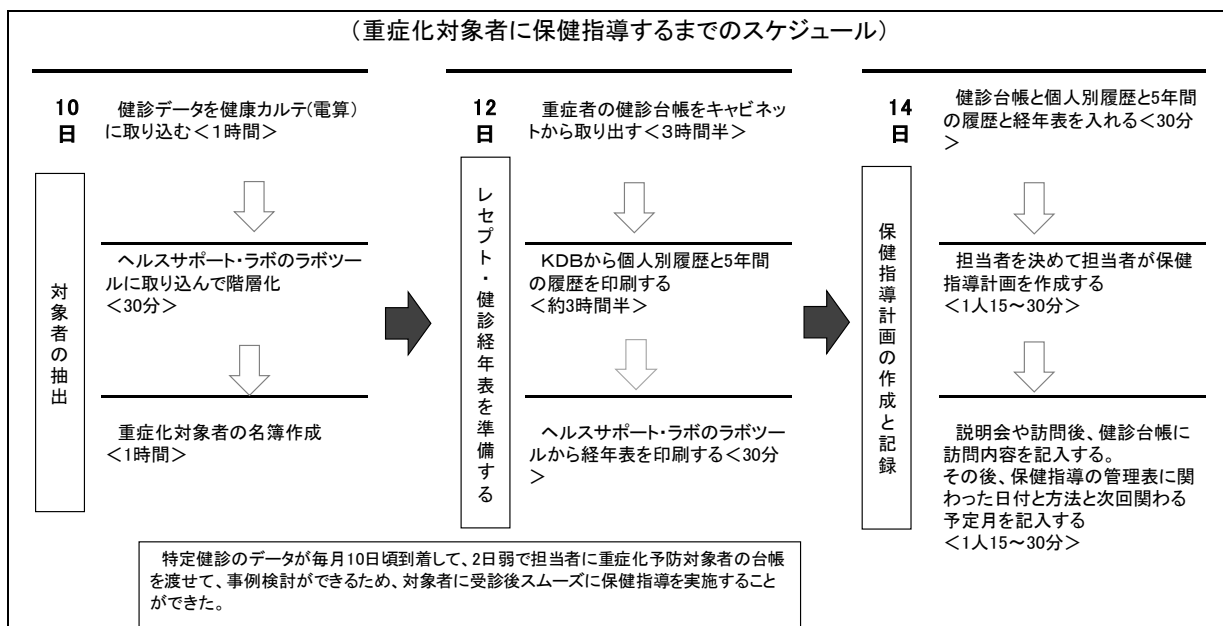 (重症化対象者に保健指導するまでのスケジュール)
10
日
健診データを健康カルテ(電算)
に取り込む<1時間>
対象者の抽出
ヘルスサポート・ラボのラボツー
ルに取り込んで階層化
<30分>
重症化対象者の名簿作成
<1時間>
12
日
重症者の健診台帳をキャビネッ
トから取り出す<3時間半>
レセプト・健診経年表を準備する
KDBから個人別履歴と5年間
の履歴を印刷する
<約3時間半>
ヘルスサポート・ラボのラボツー
ルから経年表を印刷する<30分
>
14
日
健診台帳と個人別履歴と5年間
の履歴と経年表を入れる<30分
>
保健指導計画の作成と記録
担当者を決めて担当者が保健
指導計画を作成する
<1人15~30分>
説明会や訪問後、健診台帳に
訪問内容を記入する。
その後、保健指導の管理表に関
わった日付と方法と次回関わる
予定月を記入する
<1人15~30分>
特定健診のデータが毎月10日頃到着して、2日弱で担当者に重症化予防対象者の台帳
を渡せて、事例検討ができるため、対象者に受診後スムーズに保健指導を実施すること
ができた。